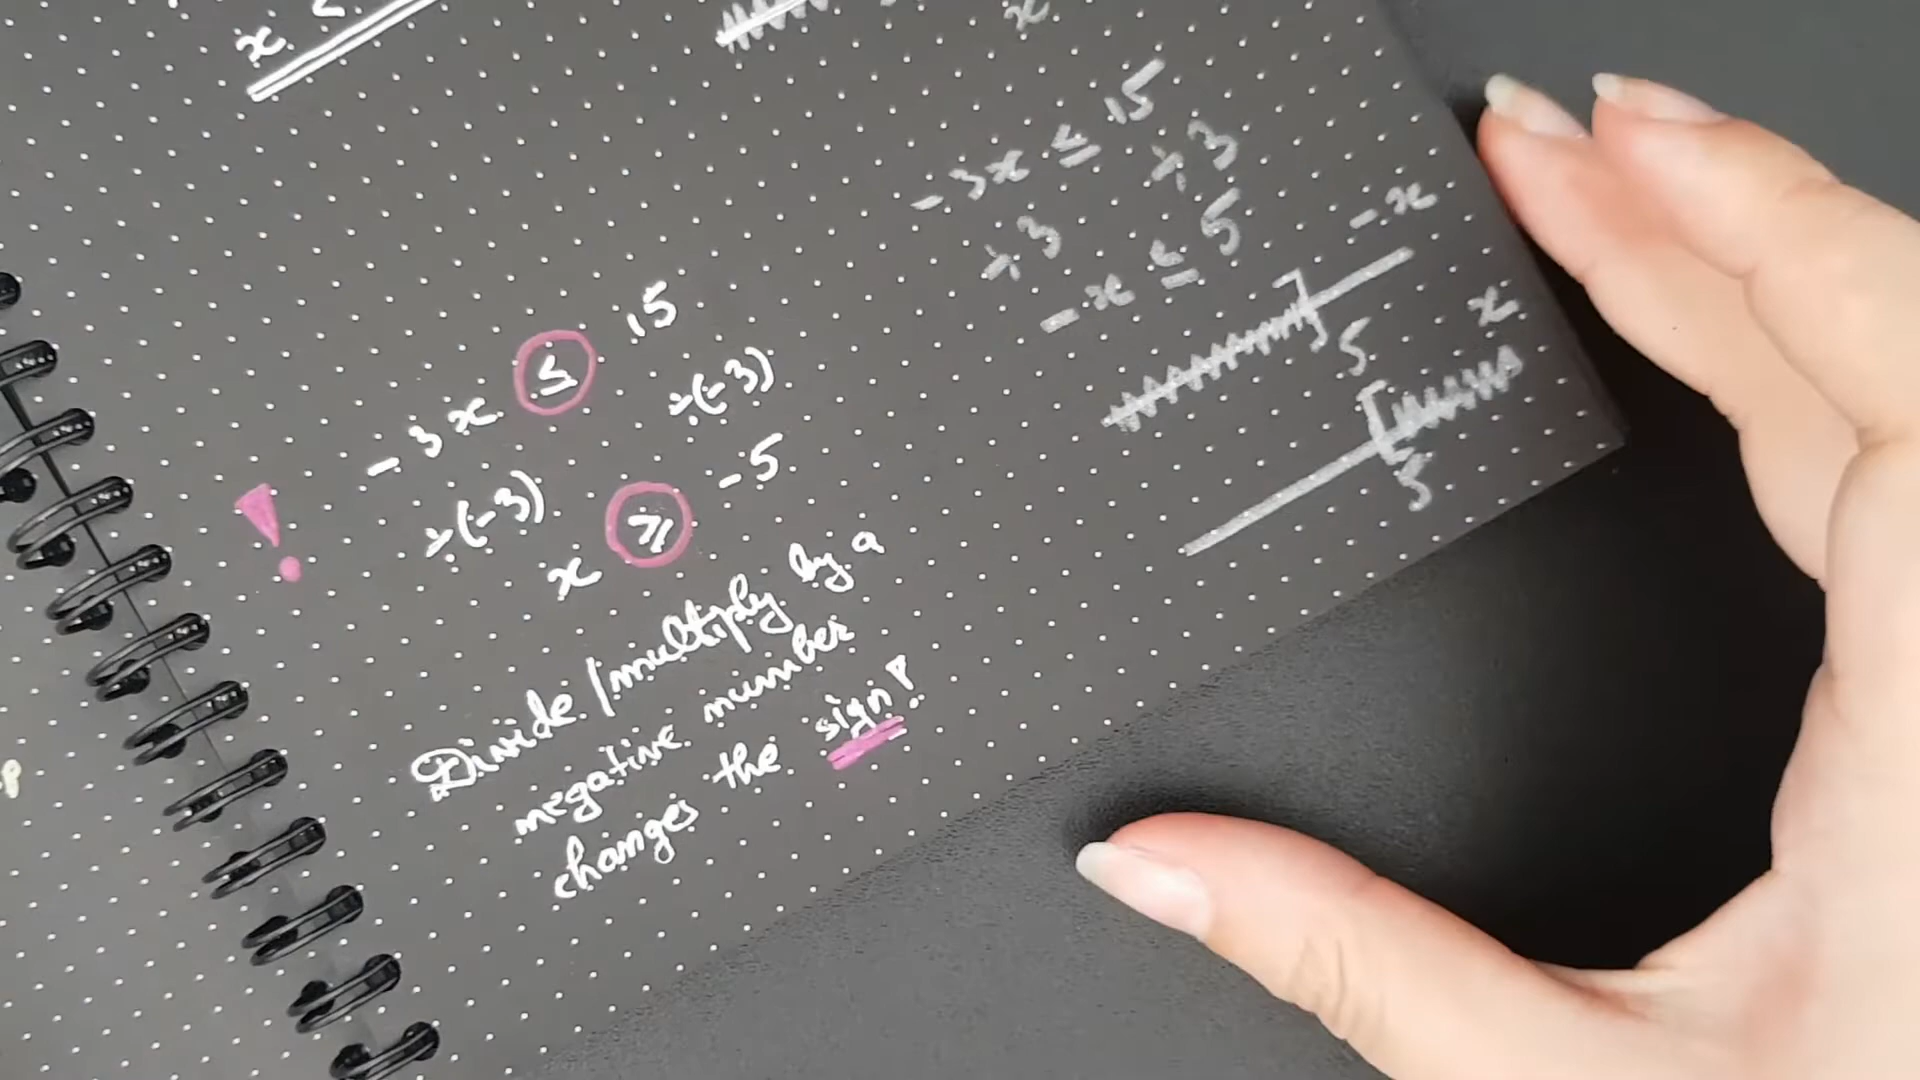 x ≤
x
- 3x ≤ 15
÷(-3) ÷(-3)
x ≥ - 5
!
Divide / multiply by a
negative number
changes the sign!
- 3x ≤ 15
÷3 ÷3
- x ≤ 5
- x
5
x
5